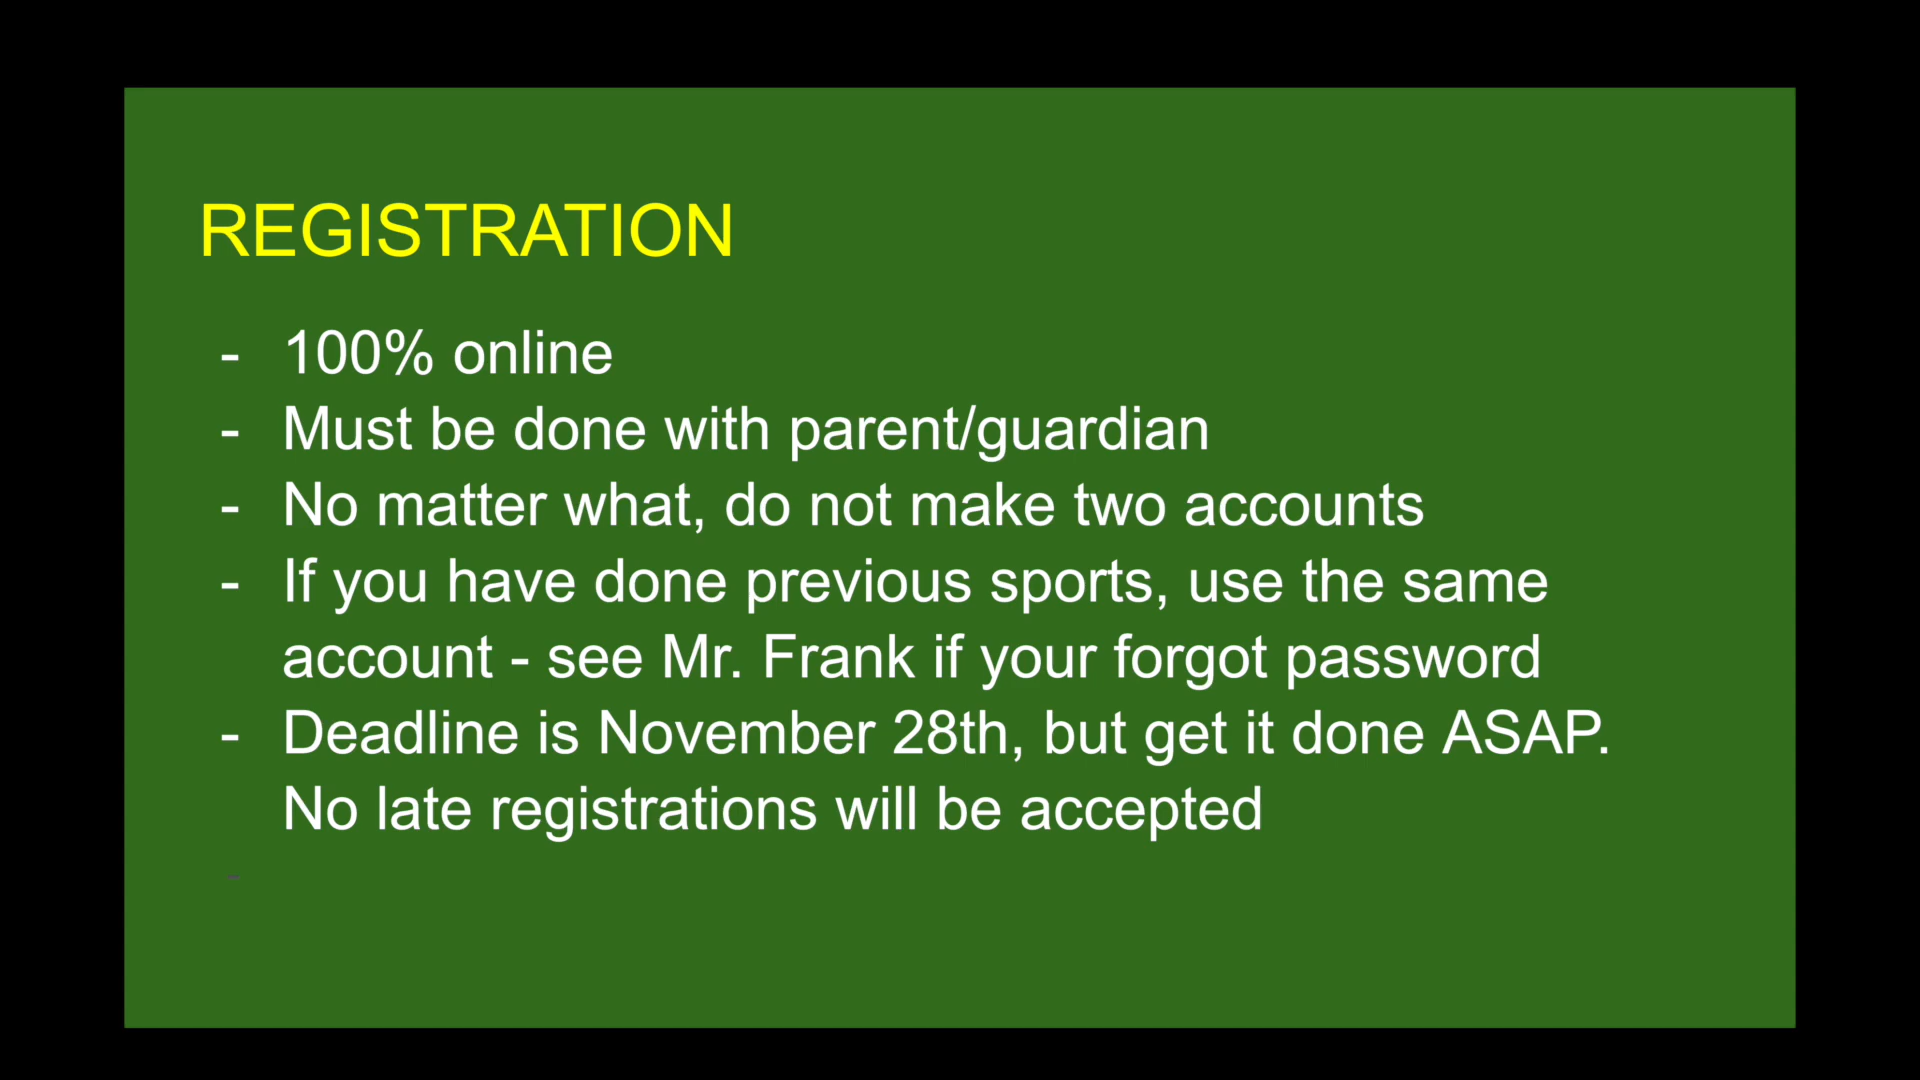 REGISTRATION
- 100% online
- Must be done with parent/guardian
- No matter what, do not make two accounts
- If you have done previous sports, use the same
account - see Mr. Frank if your forgot password
- Deadline is November 28th, but get it done ASAP.
No late registrations will be accepted
-